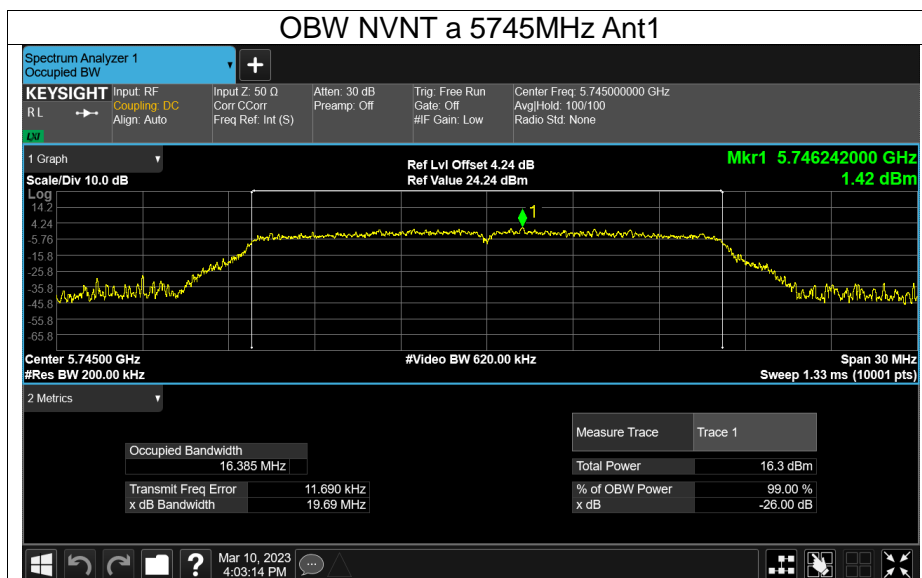 OBW NVNT a 5745MHz Ant1
Spectrum Analyzer 1
Occupied BW
KEYSIGHT
R L
LXI
Input: RF
Coupling: DC
Align: Auto
Input Z: 50 Ω
Corr CCorr
Freq Ref: Int (S)
Atten: 30 dB
Preamp: Off
Trig: Free Run
Gate: Off
#IF Gain: Low
Center Freq: 5.745000000 GHz
Avg|Hold: 100/100
Radio Std: None
1 Graph
Scale/Div 10.0 dB
Ref Lvl Offset 4.24 dB
Ref Value 24.24 dBm
Mkr1 5.746242000 GHz
1.42 dBm
Log
14.2
4.24
-5.76
-15.8
-25.8
-35.8
-45.8
-55.8
-65.8
1
Center 5.74500 GHz
#Res BW 200.00 kHz
#Video BW 620.00 kHz
Span 30 MHz
Sweep 1.33 ms (10001 pts)
2 Metrics
Measure Trace Trace 1
Occupied Bandwidth
16.385 MHz
Total Power 16.3 dBm
Transmit Freq Error 11.690 kHz
% of OBW Power 99.00 %
x dB Bandwidth 19.69 MHz
x dB -26.00 dB
?
Mar 10, 2023
4:03:14 PM